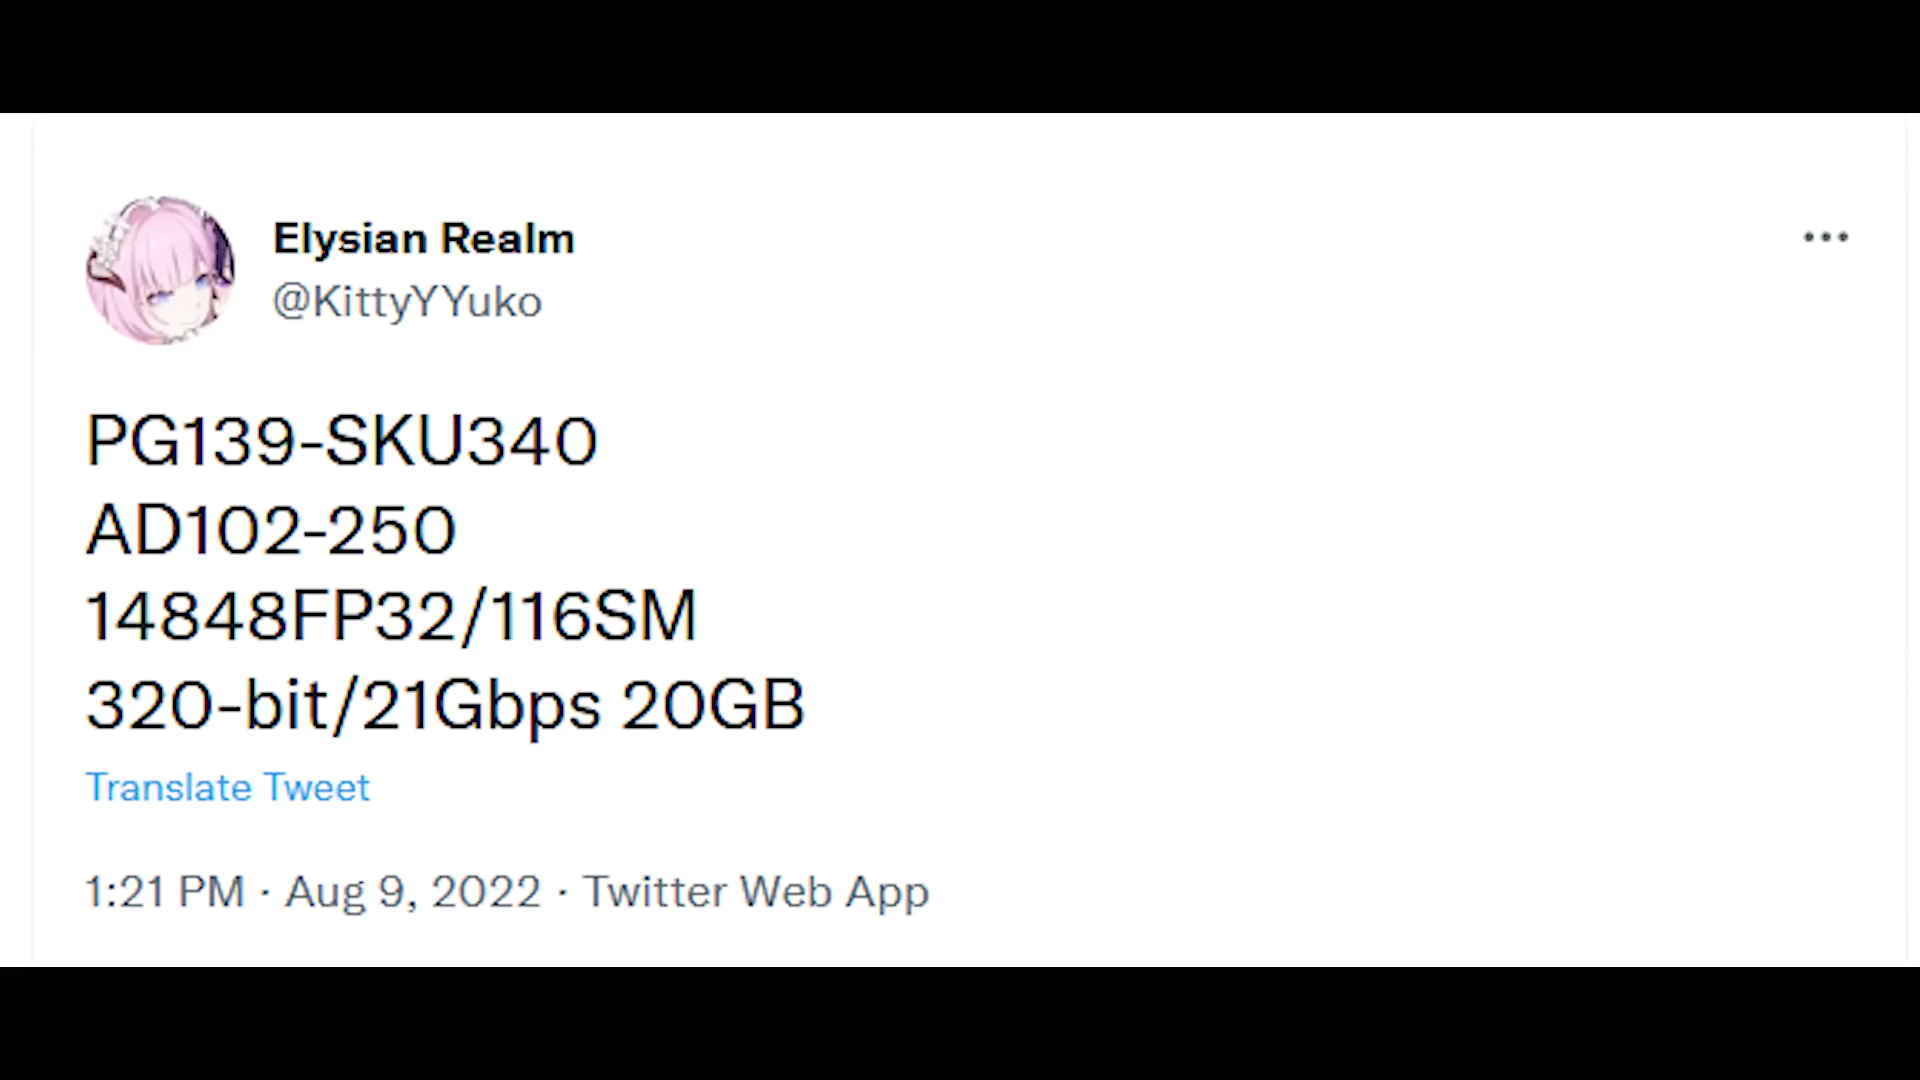 Elysian Realm
@KittyYYuko
PG139-SKU340
AD102-250
14848FP32/116SM
320-bit/21Gbps 20GB
Translate Tweet
1:21 PM · Aug 9, 2022 · Twitter Web App